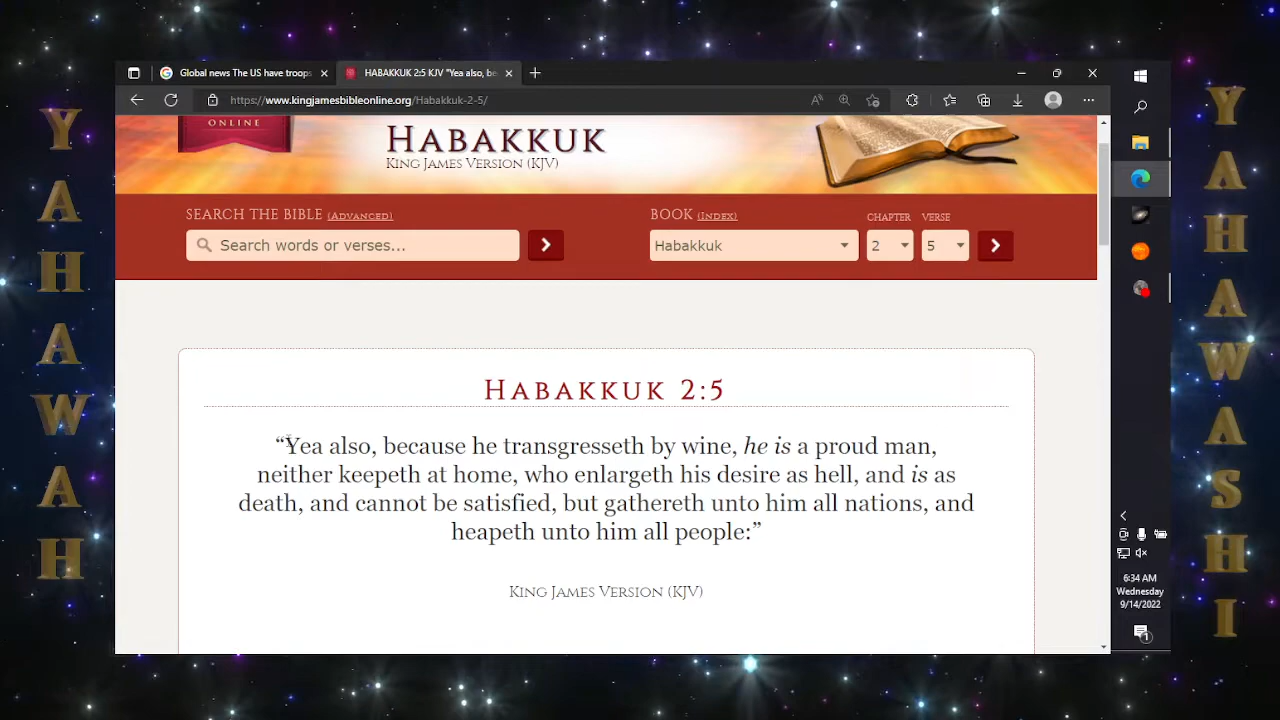 YAHAWAH
Global news The US have troops
HABAKKUK 2:5 KJV "Yea also, be
https://www.kingjamesbibleonline.org/Habakkuk-2-5/
ONLINE
HABAKKUK
KING JAMES VERSION (KJV)
SEARCH THE BIBLE (ADVANCED)
BOOK (INDEX)
CHAPTER
VERSE
Search words or verses...
Habakkuk
2
5
HABAKKUK 2:5
“Yea also, because he transgresseth by wine, he is a proud man,
neither keepeth at home, who enlargeth his desire as hell, and is as
death, and cannot be satisfied, but gathereth unto him all nations, and
heapeth unto him all people:”
KING JAMES VERSION (KJV)
6:34 AM
Wednesday
9/14/2022
1
YAHAWASHI